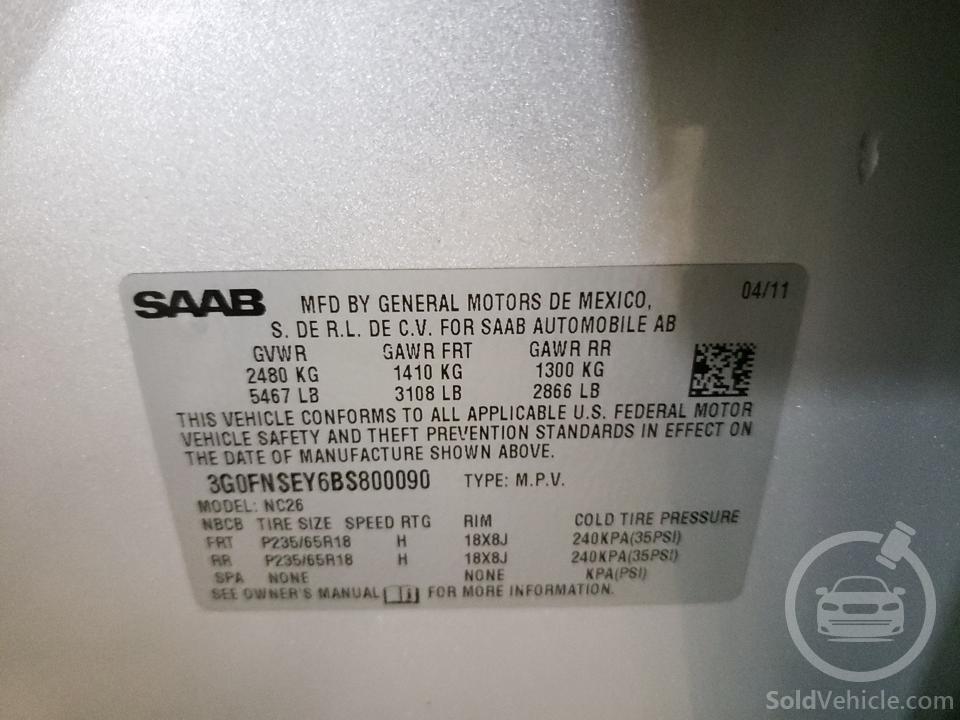 SAAB MFD BY GENERAL MOTORS DE MEXICO, 04/11
S. DE R.L. DE C.V. FOR SAAB AUTOMOBILE AB
GVWR GAWR FRT GAWR RR
2480 KG 1410 KG 1300 KG
5467 LB 3108 LB 2866 LB
THIS VEHICLE CONFORMS TO ALL APPLICABLE U.S. FEDERAL MOTOR
VEHICLE SAFETY AND THEFT PREVENTION STANDARDS IN EFFECT ON
THE DATE OF MANUFACTURE SHOWN ABOVE.
3G0FNSEY6BS800090 TYPE: M.P.V.
MODEL: NC26
NBCB TIRE SIZE SPEED RTG RIM COLD TIRE PRESSURE
FRT P235/65R18 H 18X8J 240KPA(35PSI)
RR P235/65R18 H 18X8J 240KPA(35PSI)
SPA NONE NONE KPA(PSI)
SEE OWNER'S MANUAL FOR MORE INFORMATION.
SoldVehicle.com